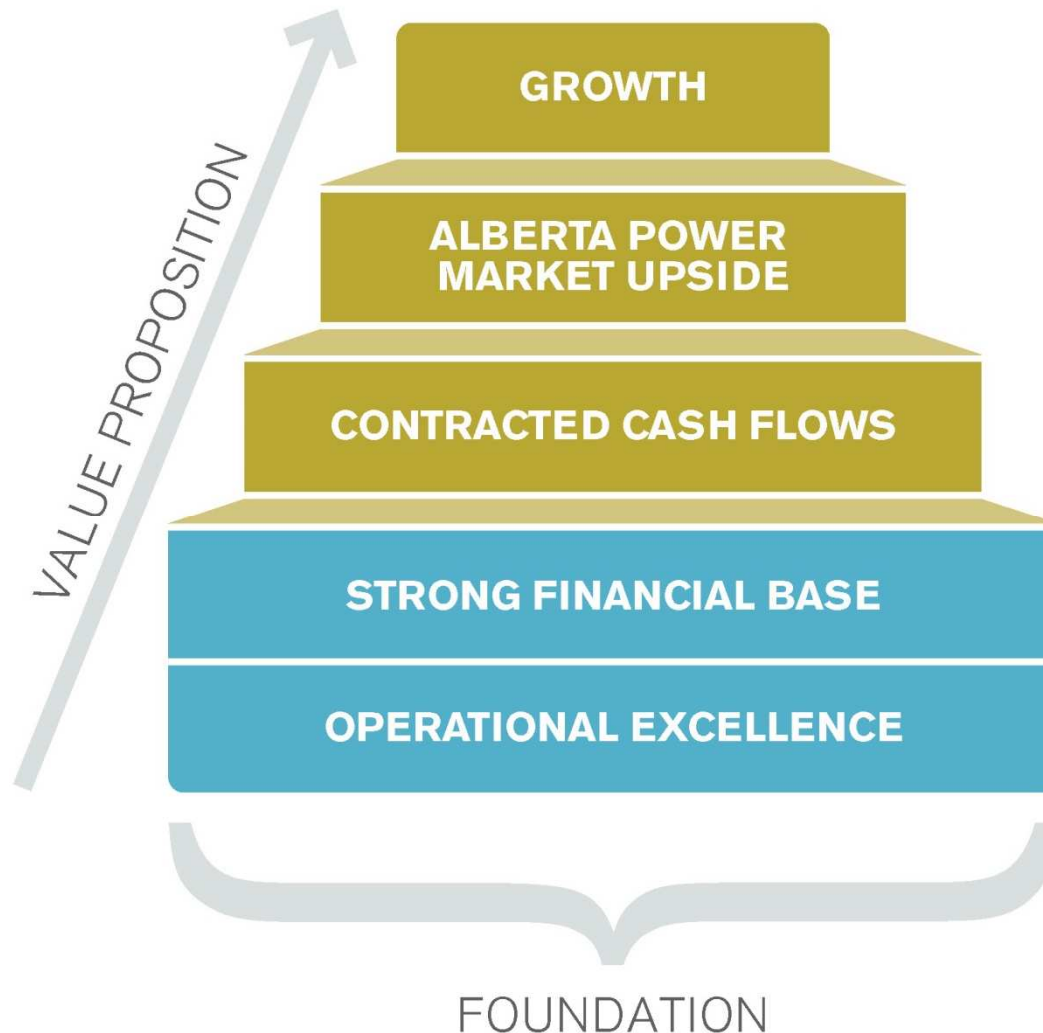 GROWTH
ALBERTA POWER
MARKET UPSIDE
CONTRACTED CASH FLOWS
STRONG FINANCIAL BASE
OPERATIONAL EXCELLENCE
VALUE PROPOSITION
FOUNDATION